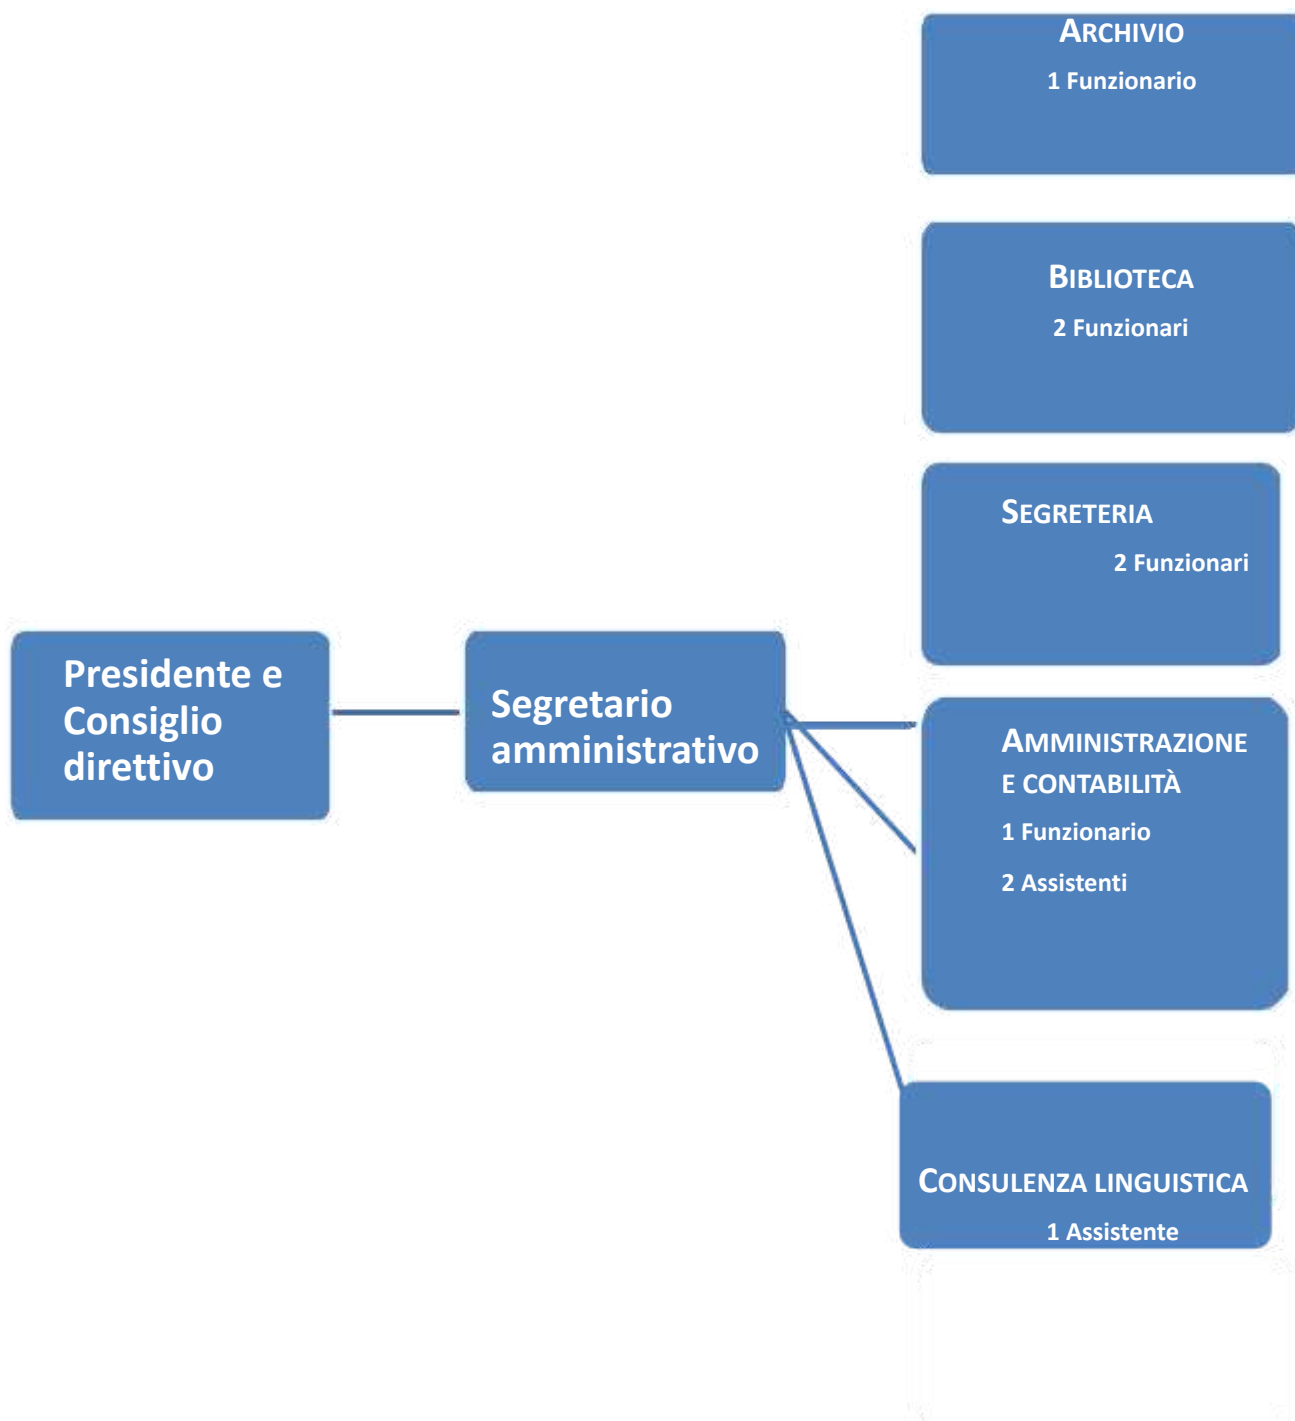 ARCHIVIO
1 Funzionario
BIBLIOTECA
2 Funzionari
SEGRETERIA
2 Funzionari
Presidente e
Consiglio
direttivo
Segretario
amministrativo
AMMINISTRAZIONE
E CONTABILITÀ
1 Funzionario
2 Assistenti
CONSULENZA LINGUISTICA
1 Assistente